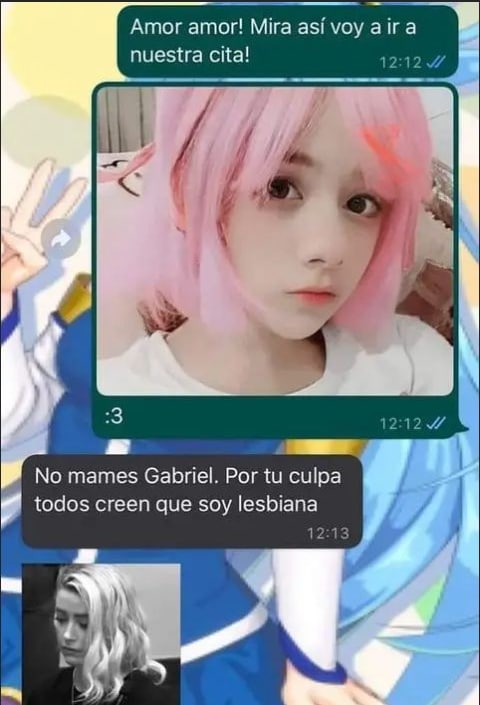 Amor amor! Mira así voy a ir a
nuestra cita!
12:12
:3
12:12
No mames Gabriel. Por tu culpa
todos creen que soy lesbiana
12:13